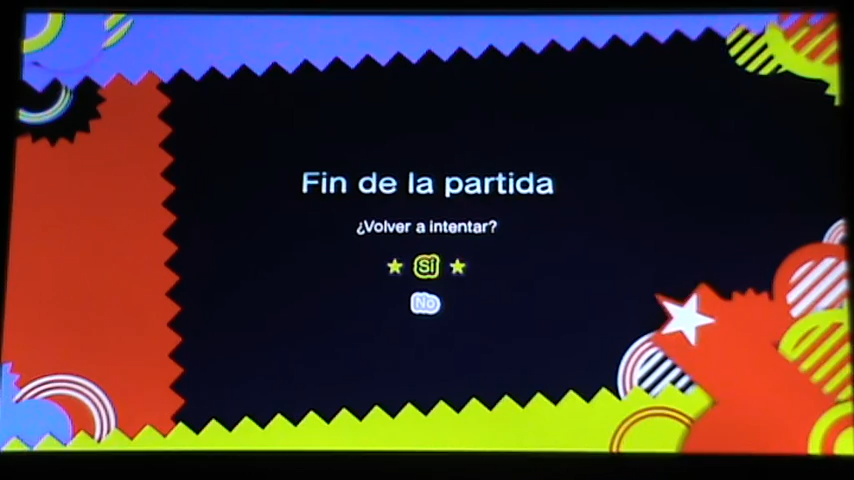 Fin de la partida
¿Volver a intentar?
Sí
No